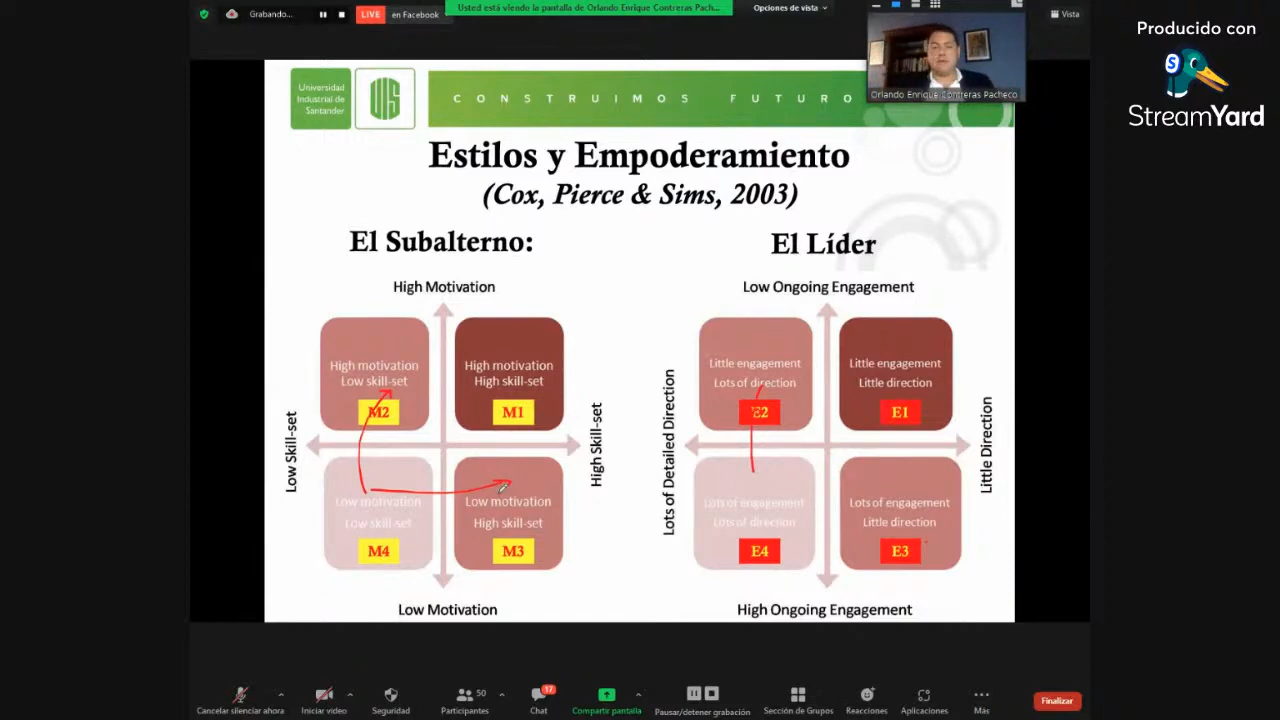 Grabando...
LIVE
en Facebook
Usted está viendo la pantalla de Orlando Enrique Contreras Pach...
Opciones de vista
Vista
Producido con
StreamYard
Orlando Enrique Contreras Pacheco
Universidad
Industrial de
Santander
UIS
CONSTRUIMOS FUTURO
Estilos y Empoderamiento
(Cox, Pierce & Sims, 2003)
El Subalterno:
High Motivation
Low Skill-set
High motivation
Low skill-set
M2
High motivation
High skill-set
M1
Low motivation
Low skill-set
M4
Low motivation
High skill-set
M3
High Skill-set
Low Motivation
El Líder
Low Ongoing Engagement
Lots of Detailed Direction
Little engagement
Lots of direction
E2
Little engagement
Little direction
E1
Lots of engagement
Lots of direction
E4
Lots of engagement
Little direction
E3
Little Direction
High Ongoing Engagement
Cancelar silenciar ahora
Iniciar video
Seguridad
50
Participantes
17
Chat
Compartir pantalla
Pausar/detener grabación
Sección de Grupos
Reacciones
Aplicaciones
Más
Finalizar